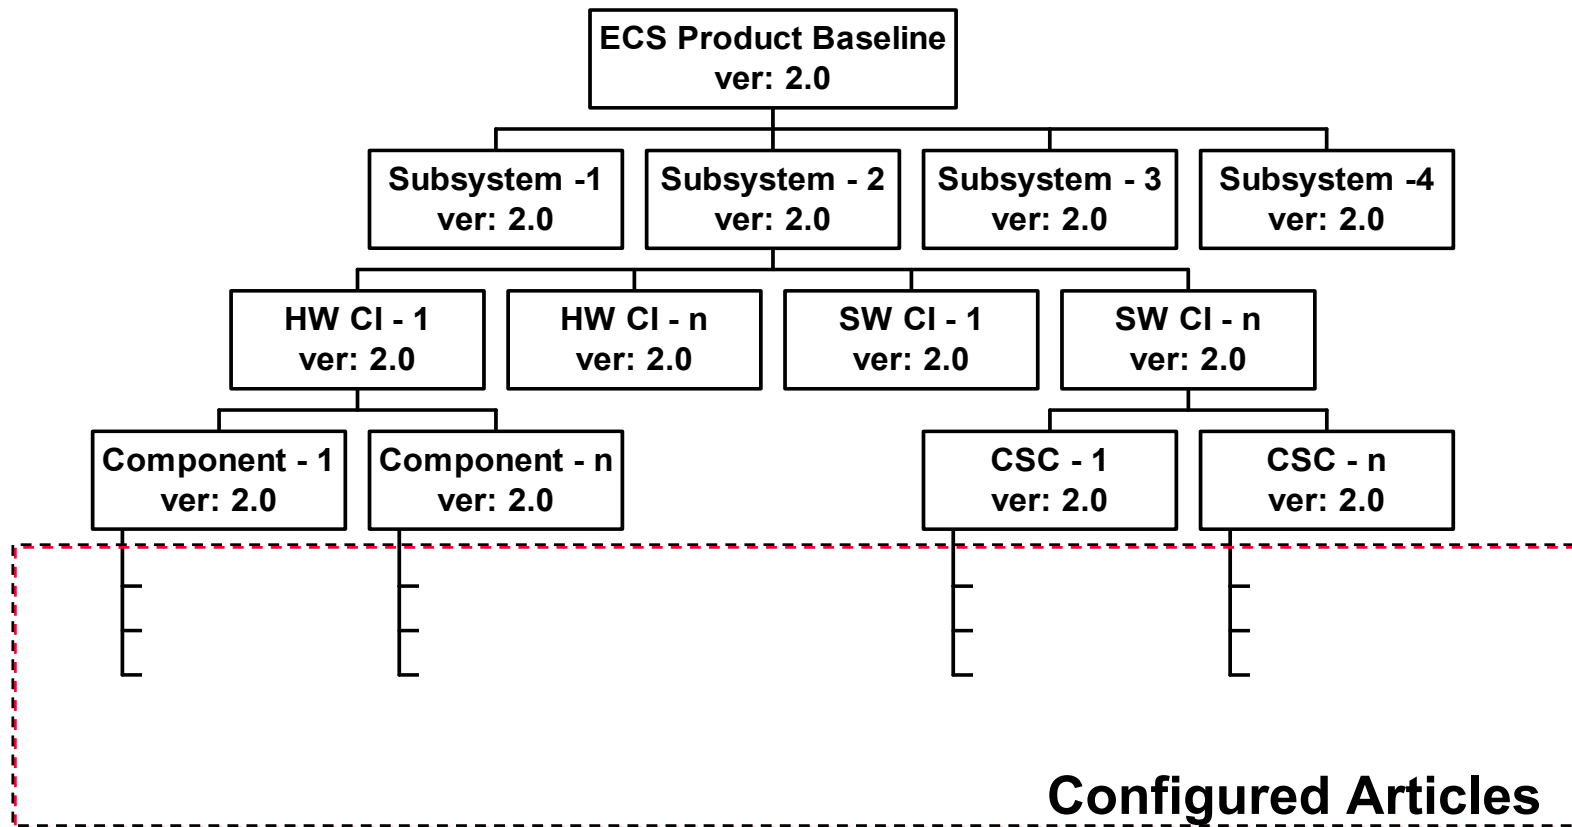 ECS Product Baseline
ver: 2.0
Subsystem -1
ver: 2.0
Subsystem - 2
ver: 2.0
Subsystem - 3
ver: 2.0
Subsystem -4
ver: 2.0
HW CI - 1
ver: 2.0
HW CI - n
ver: 2.0
SW CI - 1
ver: 2.0
SW CI - n
ver: 2.0
Component - 1
ver: 2.0
Component - n
ver: 2.0
CSC - 1
ver: 2.0
CSC - n
ver: 2.0
Configured Articles